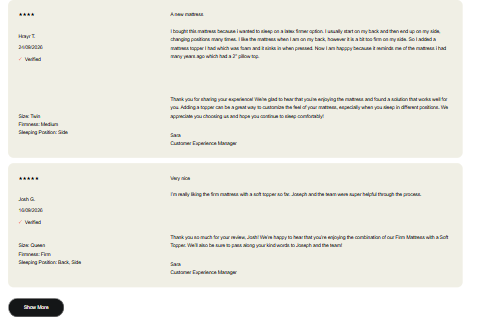 ★★★★
A new mattress
Hrayr T.
24/09/2026
✓ Verified
I bought this mattress because I wanted to sleep on a latex firmer option. I usually start on my back and then end up on my side,
changing positions many times. I like the mattress when I am on my back, however it is a bit too firm on my side. So I added a
mattress topper I had which was foam and it sinks in when pressed. Now I am happpy because it reminds me of the mattress I had
many years ago which had a 2" pillow top.
Size: Twin
Firmness: Medium
Sleeping Position: Side
Thank you for sharing your experience! We're glad to hear that you're enjoying the mattress and found a solution that works well for
you. Adding a topper can be a great way to customize the feel of your mattress, especially when you sleep in different positions. We
appreciate you choosing us and hope you continue to sleep comfortably!
Sara
Customer Experience Manager
★★★★★
Very nice
Josh G.
16/09/2026
✓ Verified
I'm really liking the firm mattress with a soft topper so far. Joseph and the team were super helpful through the process.
Size: Queen
Firmness: Firm
Sleeping Position: Back, Side
Thank you so much for your review, Josh! We're happy to hear that you're enjoying the combination of our Firm Mattress with a Soft
Topper. We'll also be sure to pass along your kind words to Joseph and the team!
Sara
Customer Experience Manager
Show More